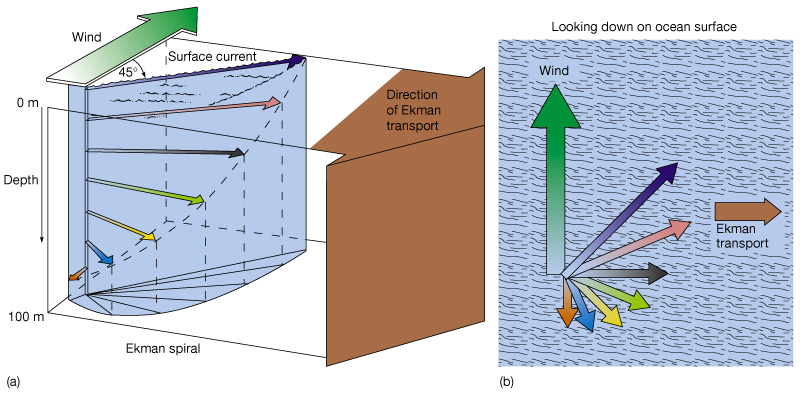 Wind
Surface current
45°
0 m
Direction
of Ekman
transport
Depth
100 m
Ekman spiral
(a)
Looking down on ocean surface
Wind
Ekman
transport
(b)